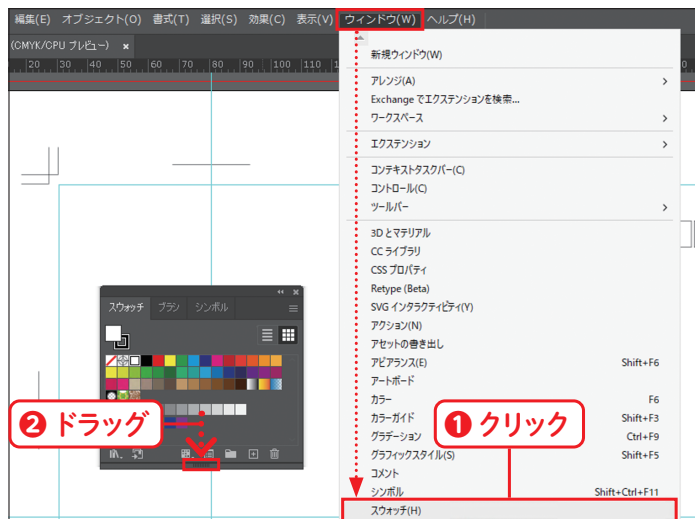 編集(E) オブジェクト(O) 書式(T) 選択(S) 効果(C) 表示(V) ウィンドウ(W) ヘルプ(H)
(CMYK/CPU プレビュー) ×
20 30 40 50 60 70 80 90 100 110
新規ウィンドウ(W)
アレンジ(A)
Exchange でエクステンションを検索...
ワークスペース
エクステンション
コンテキストタスクバー(C)
コントロール(C)
ツールバー
3D とマテリアル
CC ライブラリ
CSS プロパティ
Retype (Beta)
SVG インタラクティビティ(Y)
アクション(N)
アセットの書き出し
アピアランス(E) Shift+F6
アートボード
カラー F6
カラーガイド Shift+F3
グラデーション Ctrl+F9
グラフィックスタイル(S) Shift+F5
コメント
シンボル Shift+Ctrl+F11
スウォッチ(H)
スウォッチ ブラシ シンボル
❷ ドラッグ
❶ クリック